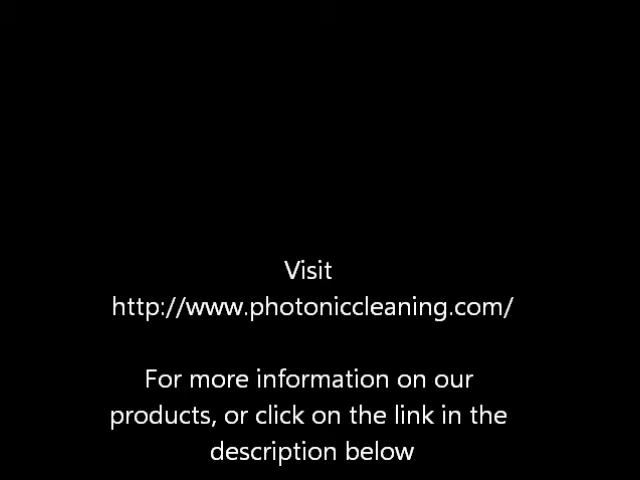 Visit
http://www.photoniccleaning.com/
For more information on our
products, or click on the link in the
description below